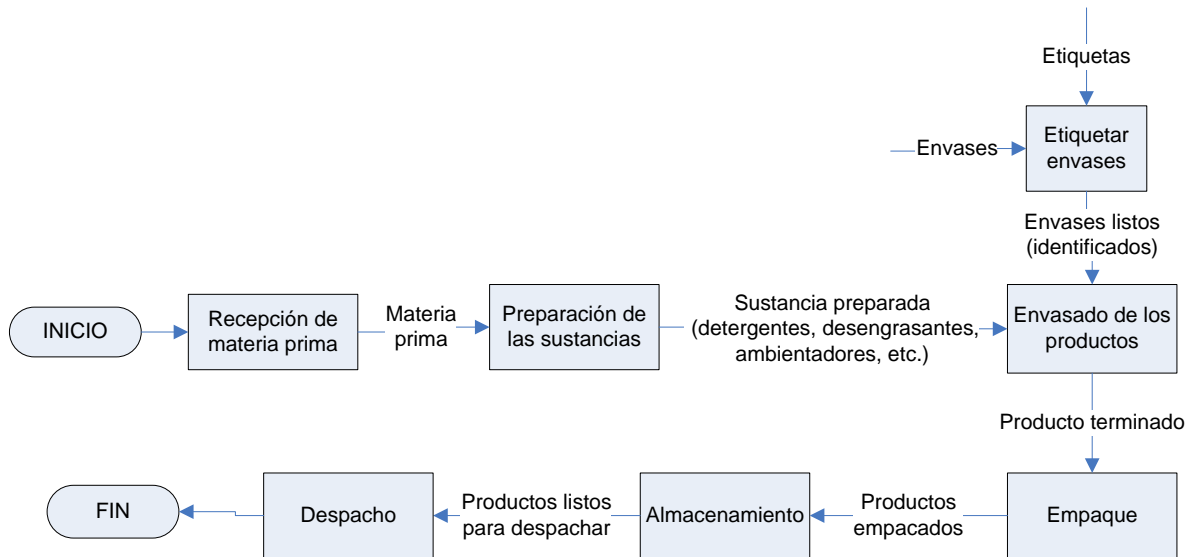 Etiquetas
Etiquetar
envases
Envases
Envases listos
(identificados)
INICIO
Recepción de
materia prima
Materia
prima
Preparación de
las sustancias
Sustancia preparada
(detergentes, desengrasantes,
ambientadores, etc.)
Envasado de los
productos
Producto terminado
Empaque
Productos
empacados
Almacenamiento
Productos listos
para despachar
Despacho
FIN